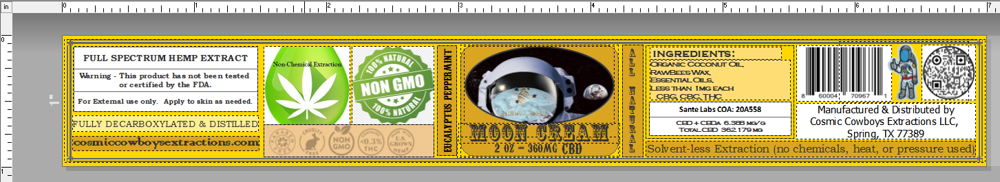 in
0
1
2
3
4
5
6
7
0
1
1"
FULL SPECTRUM HEMP EXTRACT
Warning - This product has not been tested
or certified by the FDA.
For External use only. Apply to skin as needed.
FULLY DECARBOXYLATED & DISTILLED
cosmiccowboysextractions.com
Non-Chemical Extraction
100% NATURAL
NON GMO
100% NATURAL
PARABEN FREE
CRUELTY FREE
NON GMO
<0.3% THC
U.S. GROWN HEMP
EUCALYPTUS PEPPERMINT
MOON CREAM
2 OZ - 360MG CBD
ALL NATURAL
INGREDIENTS:
ORGANIC COCONUT OIL,
RAWBEES WAX,
ESSENTIAL OILS,
LESS THAN 1MG EACH
CBG, CBC, THC
Sante Labs COA: 20A558
CBD + CBDA 6.388 MG/G
TOTAL CBD 362.179 MG
8 60004 70967 1
Manufactured & Distributed by
Cosmic Cowboys Extractions LLC,
Spring, TX 77389
Solvent-less Extraction (no chemicals, heat, or pressure used)